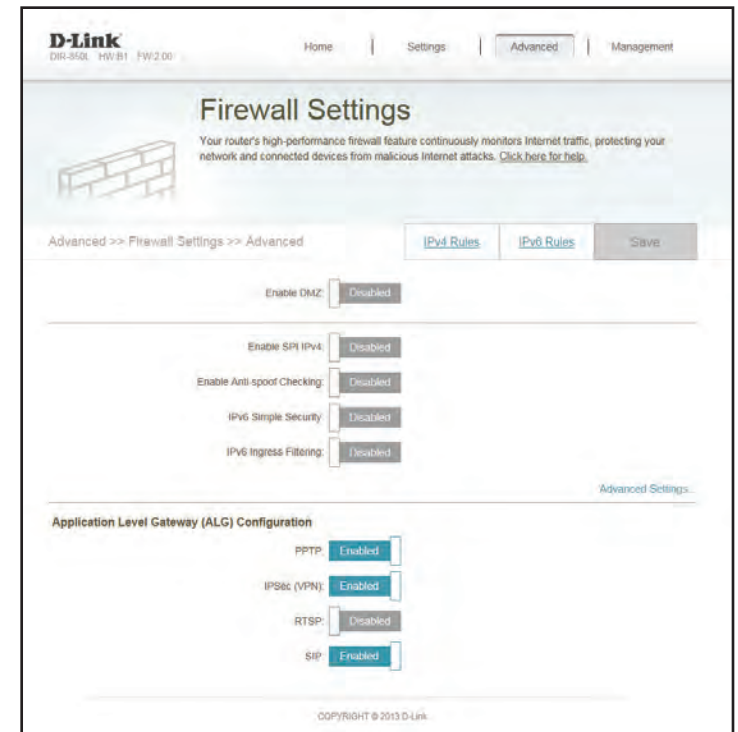 D-Link
DIR-850L HW:B1 FW:2.00
Home | Settings | Advanced | Management
Firewall Settings
Your router's high-performance firewall feature continuously monitors Internet traffic, protecting your
network and connected devices from malicious Internet attacks. Click here for help.
Advanced >> Firewall Settings >> Advanced
IPv4 Rules
IPv6 Rules
Save
Enable DMZ: Disabled
Enable SPI IPv4: Disabled
Enable Anti-spoof Checking: Disabled
IPv6 Simple Security: Disabled
IPv6 Ingress Filtering: Disabled
Advanced Settings...
Application Level Gateway (ALG) Configuration
PPTP: Enabled
IPSec (VPN): Enabled
RTSP: Disabled
SIP: Enabled
COPYRIGHT © 2013 D-Link